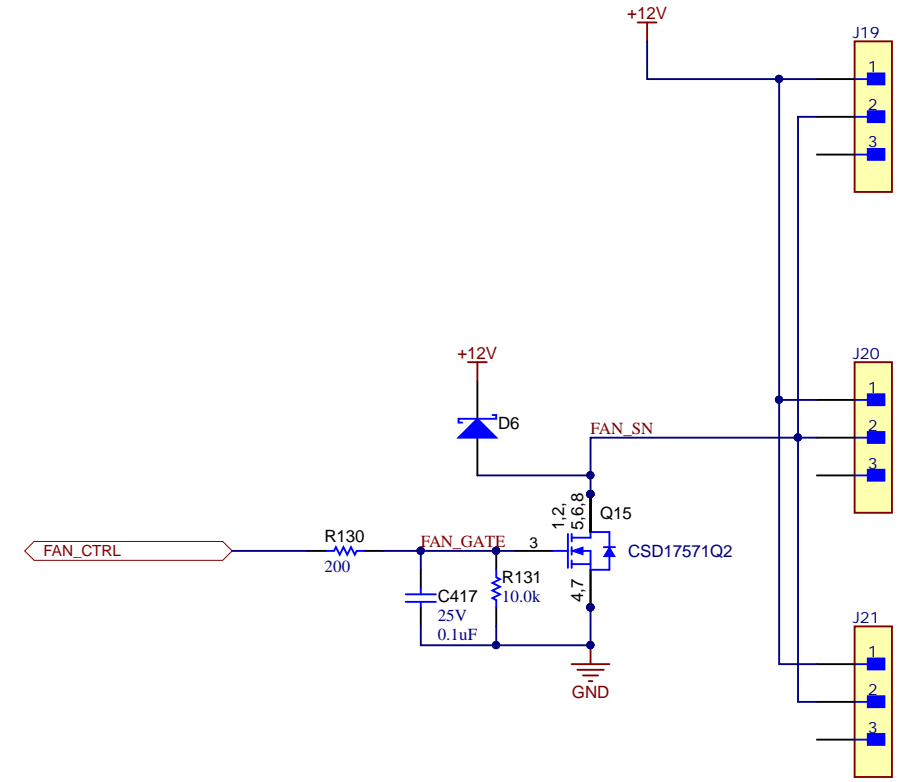 +12V
J19
1
2
3
+12V
D6
FAN_SN
J20
1
2
3
1,2,
5,6,8
Q15
FAN_CTRL
R130
200
FAN_GATE
3
CSD17571Q2
4,7
C417
25V
0.1uF
R131
10.0k
GND
J21
1
2
3